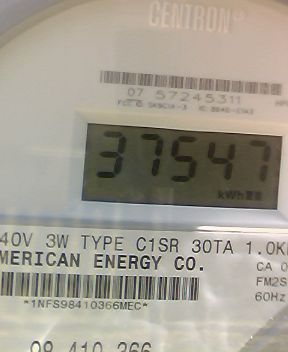 CENTRON®
07 57245311
37547
kWh
40V 3W TYPE C1SR 30TA 1.0K
MERICAN ENERGY CO.
CA 0
FM2S
*1NFS98410366MEC*
60Hz
98 410 366